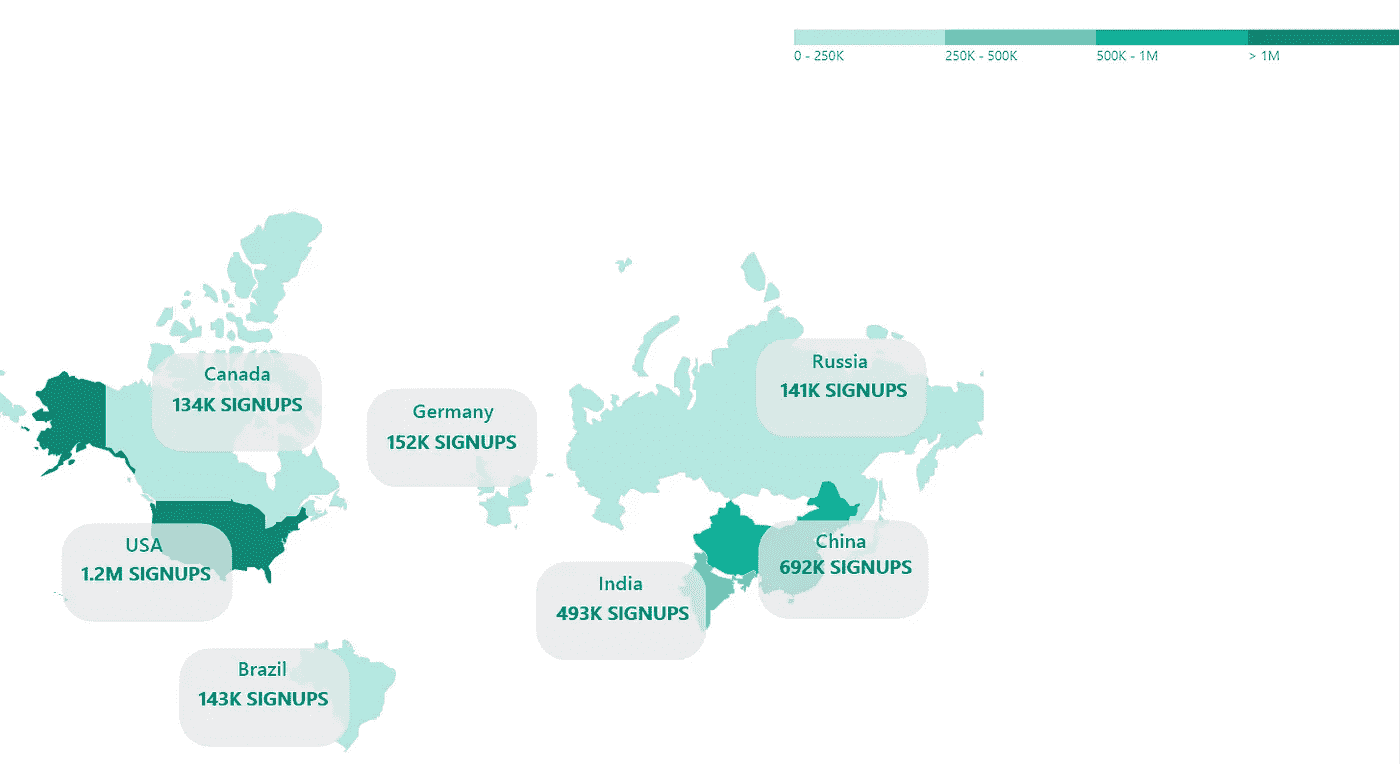 0 - 250K
250K - 500K
500K - 1M
> 1M
Canada
134K SIGNUPS
Germany
152K SIGNUPS
Russia
141K SIGNUPS
USA
1.2M SIGNUPS
India
493K SIGNUPS
China
692K SIGNUPS
Brazil
143K SIGNUPS